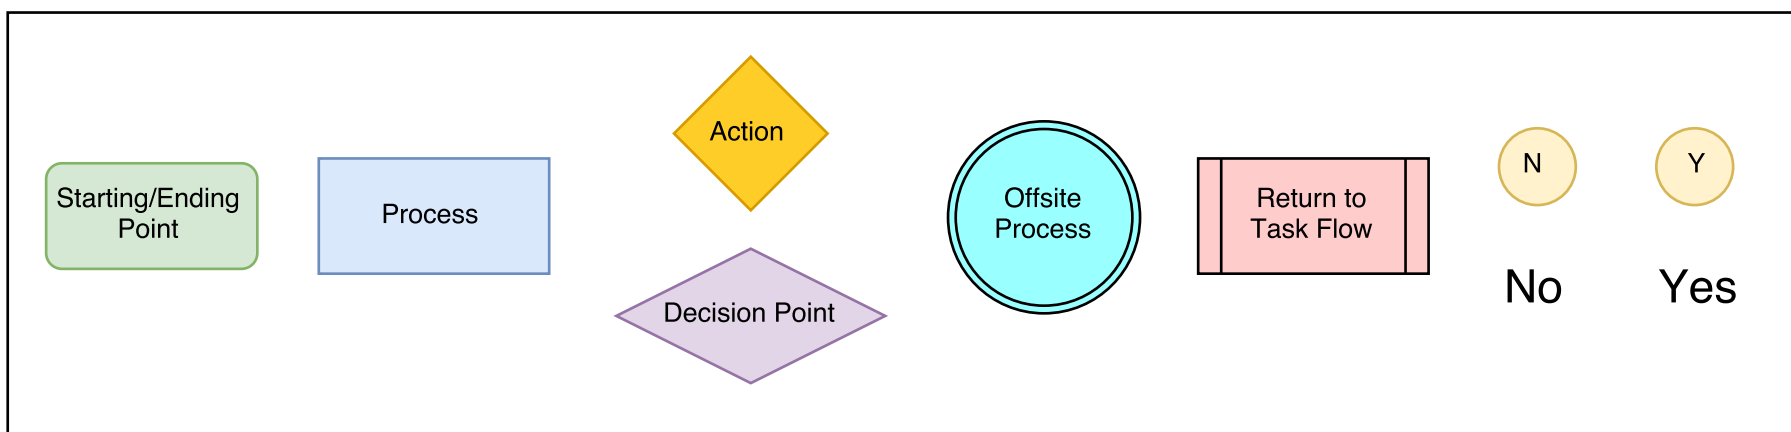 Starting/Ending
Point
Process
Action
Decision Point
Offsite
Process
Return to
Task Flow
N
No
Y
Yes